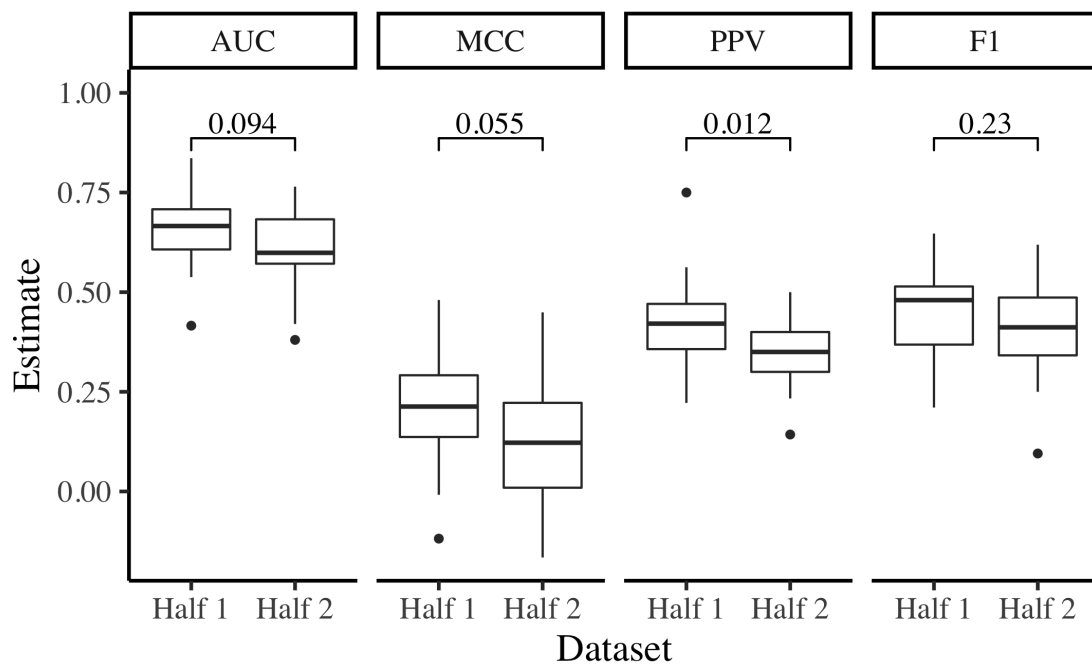 AUC MCC PPV F1
1.00
0.094 0.055 0.012 0.23
0.75
0.50
0.25
0.00
Estimate
Half 1 Half 2 Half 1 Half 2 Half 1 Half 2 Half 1 Half 2
Dataset